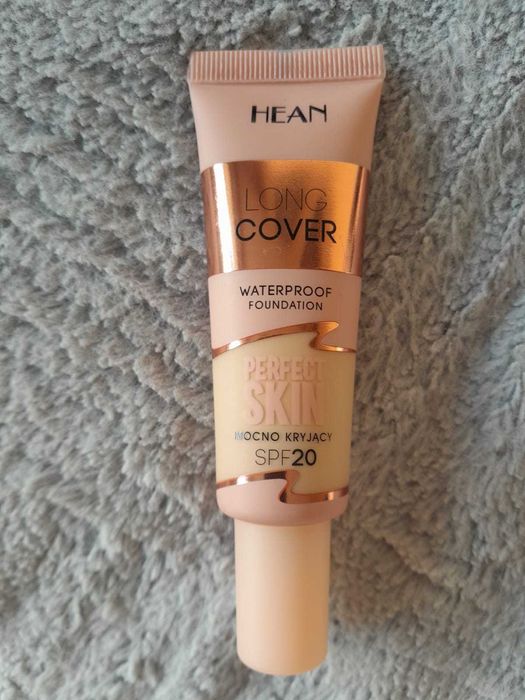 HEAN
LONG
COVER
WATERPROOF
FOUNDATION
PERFECT
SKIN
MOCNO KRYJĄCY
SPF20